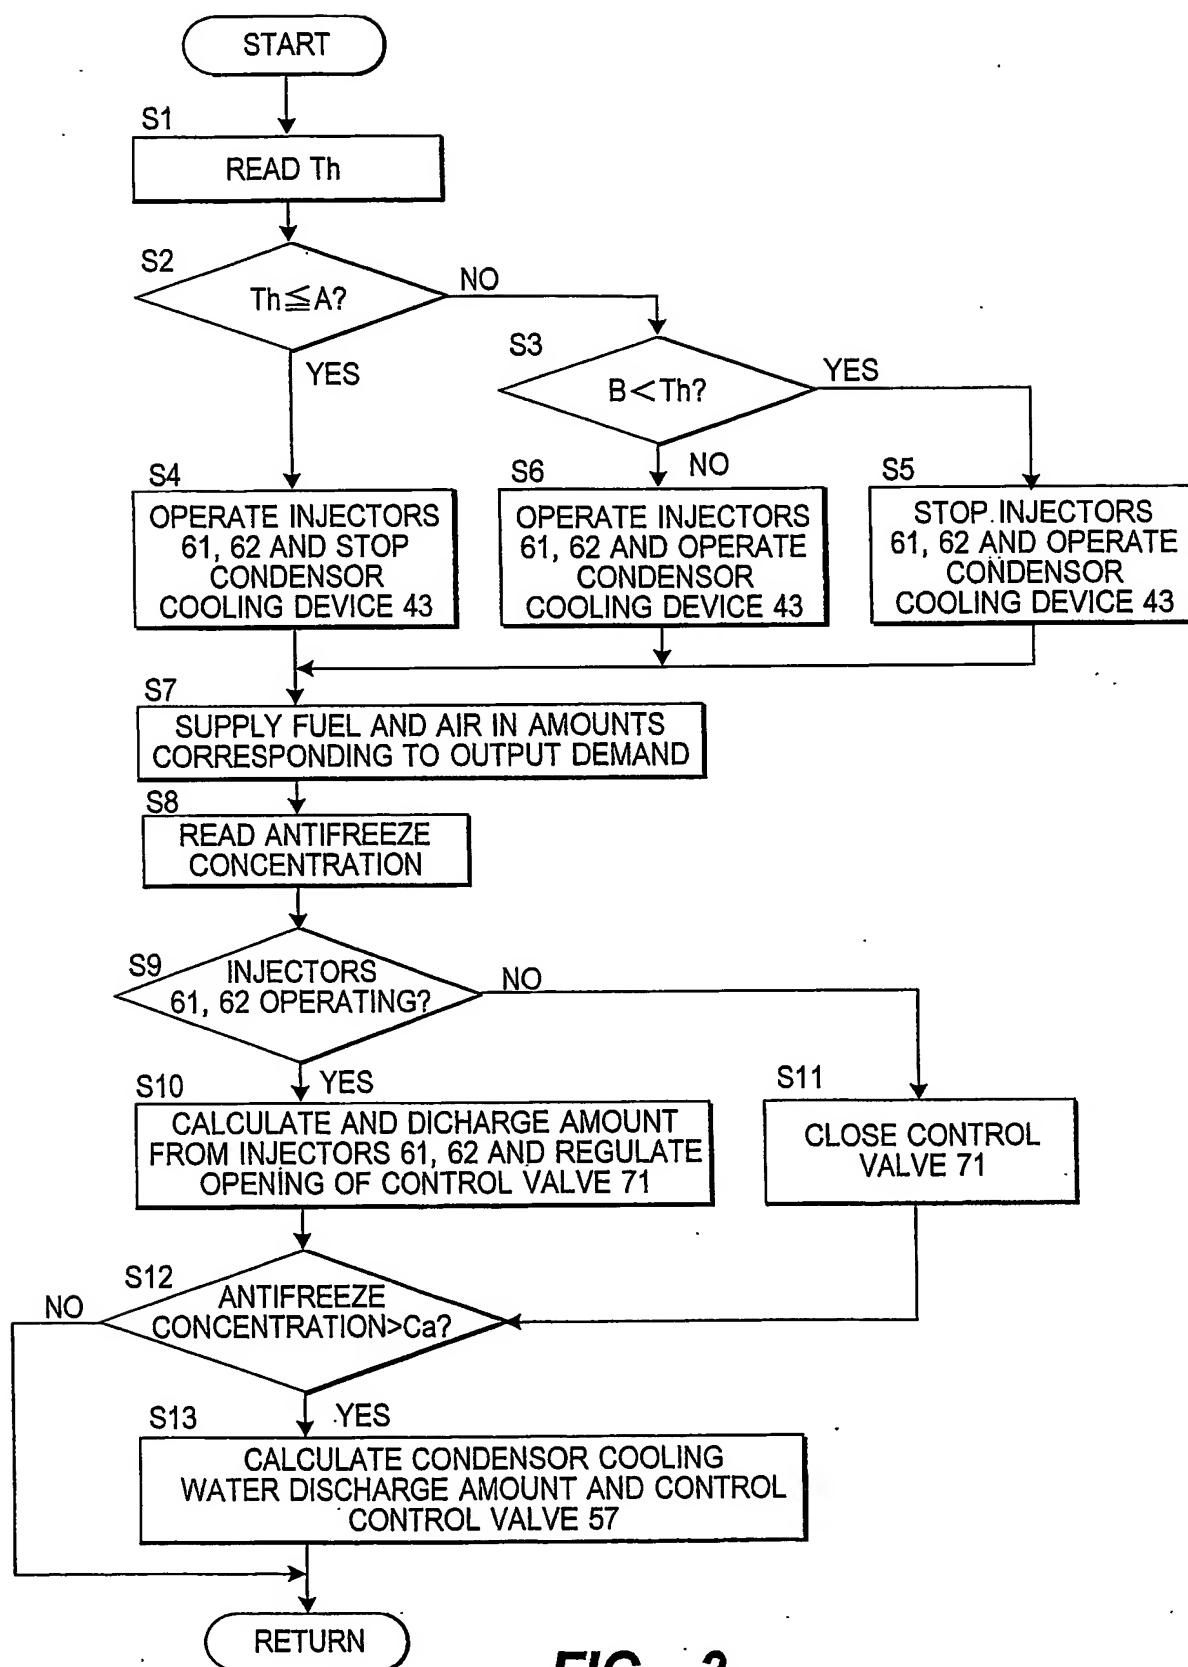 START
S1
READ Th
S2
Th≦A?
NO
YES
S3
B<Th?
YES
NO
S4
OPERATE INJECTORS
61, 62 AND STOP
CONDENSOR
COOLING DEVICE 43
S6
OPERATE INJECTORS
61, 62 AND OPERATE
CONDENSOR
COOLING DEVICE 43
S5
STOP INJECTORS
61, 62 AND OPERATE
CONDENSOR
COOLING DEVICE 43
S7
SUPPLY FUEL AND AIR IN AMOUNTS
CORRESPONDING TO OUTPUT DEMAND
S8
READ ANTIFREEZE
CONCENTRATION
S9
INJECTORS
61, 62 OPERATING?
NO
YES
S10
CALCULATE AND DICHARGE AMOUNT
FROM INJECTORS 61, 62 AND REGULATE
OPENING OF CONTROL VALVE 71
S11
CLOSE CONTROL
VALVE 71
S12
ANTIFREEZE
CONCENTRATION>Ca?
NO
YES
S13
CALCULATE CONDENSOR COOLING
WATER DISCHARGE AMOUNT AND CONTROL
CONTROL VALVE 57
RETURN
FIG.